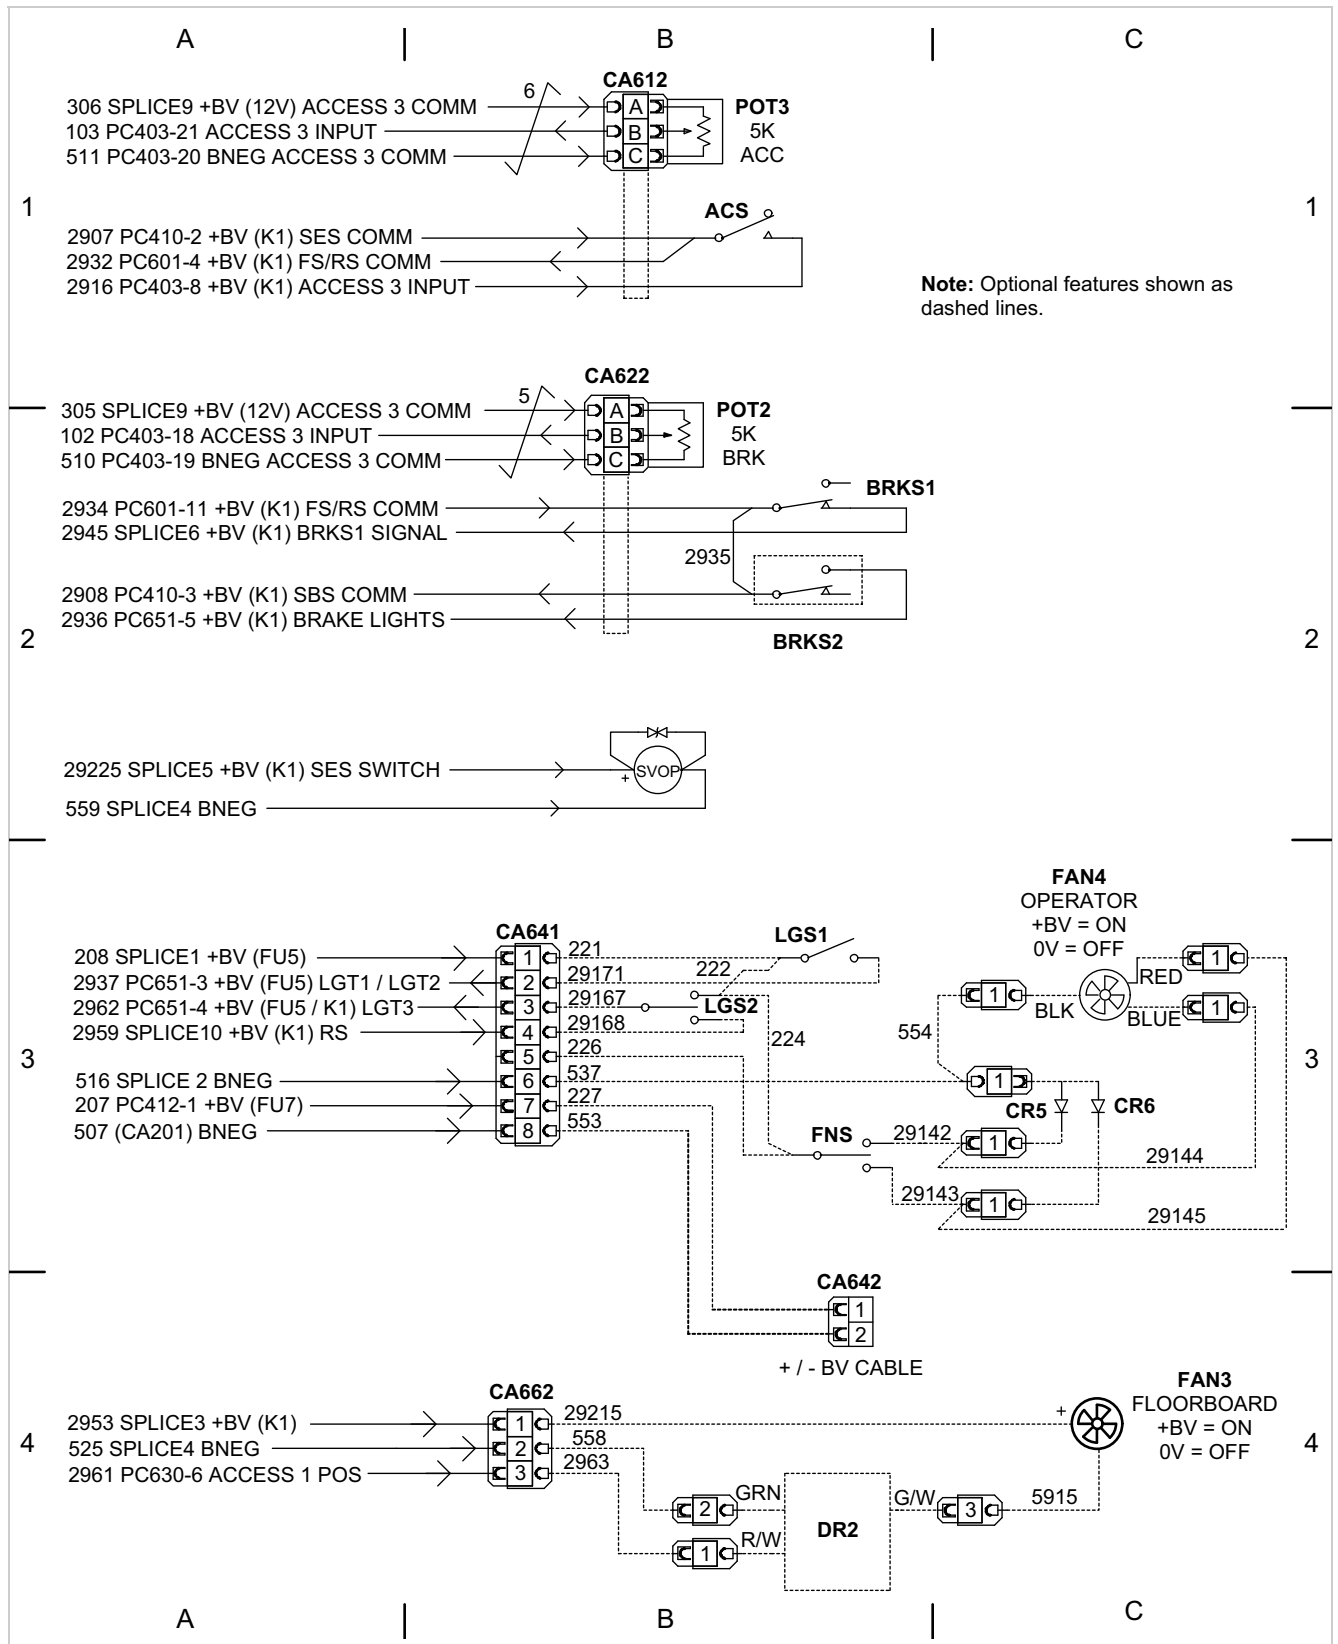 A B C
CA612
6
306 SPLICE9 +BV (12V) ACCESS 3 COMM A POT3
103 PC403-21 ACCESS 3 INPUT B 5K
511 PC403-20 BNEG ACCESS 3 COMM C ACC
1 1
ACS
2907 PC410-2 +BV (K1) SES COMM
2932 PC601-4 +BV (K1) FS/RS COMM
2916 PC403-8 +BV (K1) ACCESS 3 INPUT
Note: Optional features shown as
dashed lines.
CA622
5
305 SPLICE9 +BV (12V) ACCESS 3 COMM A POT2
102 PC403-18 ACCESS 3 INPUT B 5K
510 PC403-19 BNEG ACCESS 3 COMM C BRK
BRKS1
2934 PC601-11 +BV (K1) FS/RS COMM
2945 SPLICE6 +BV (K1) BRKS1 SIGNAL
2935
2908 PC410-3 +BV (K1) SBS COMM
2936 PC651-5 +BV (K1) BRAKE LIGHTS
2 2
BRKS2
29225 SPLICE5 +BV (K1) SES SWITCH + SVOP
559 SPLICE4 BNEG
FAN4
OPERATOR
+BV = ON
0V = OFF
CA641
LGS1
208 SPLICE1 +BV (FU5) 1 221 1
2937 PC651-3 +BV (FU5) LGT1 / LGT2 2 29171 222 RED
2962 PC651-4 +BV (FU5 / K1) LGT3 3 29167 LGS2 1 BLK BLUE 1
2959 SPLICE10 +BV (K1) RS 4 29168 224 554
3 3
5 226
516 SPLICE 2 BNEG 6 537 1
207 PC412-1 +BV (FU7) 7 227 CR5 CR6
507 (CA201) BNEG 8 553
FNS 29142 1
29144
29143 1
29145
CA642
1
2
+ / - BV CABLE
FAN3
FLOORBOARD
+BV = ON
0V = OFF
CA662
2953 SPLICE3 +BV (K1) 1 29215 +
4 4
525 SPLICE4 BNEG 2 558
2961 PC630-6 ACCESS 1 POS 3 2963
2 GRN G/W 3 5915
DR2
1 R/W
A B C